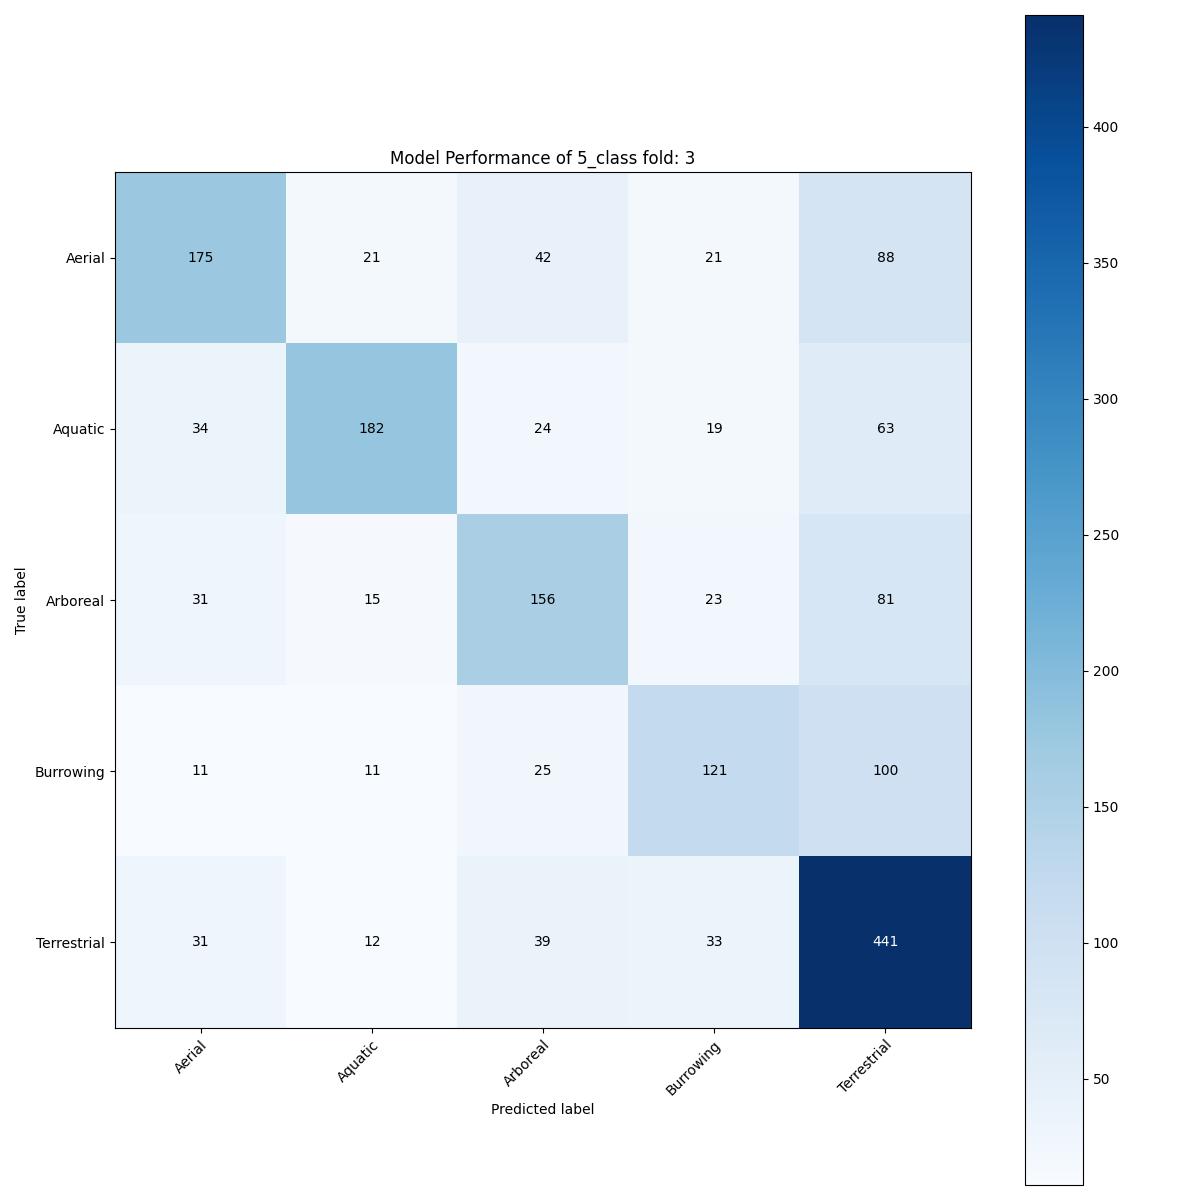 Model Performance of 5_class fold: 3
Aerial 175 21 42 21 88
Aquatic 34 182 24 19 63
Arboreal 31 15 156 23 81
Burrowing 11 11 25 121 100
Terrestrial 31 12 39 33 441
Aerial Aquatic Arboreal Burrowing Terrestrial
True label
Predicted label
400
350
300
250
200
150
100
50